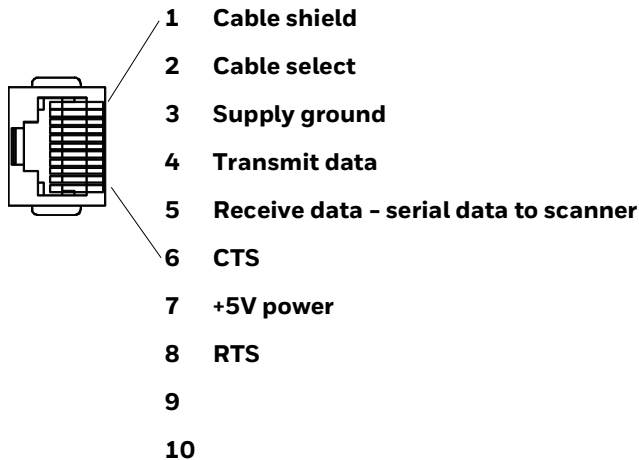 1 Cable shield
2 Cable select
3 Supply ground
4 Transmit data
5 Receive data - serial data to scanner
6 CTS
7 +5V power
8 RTS
9
10